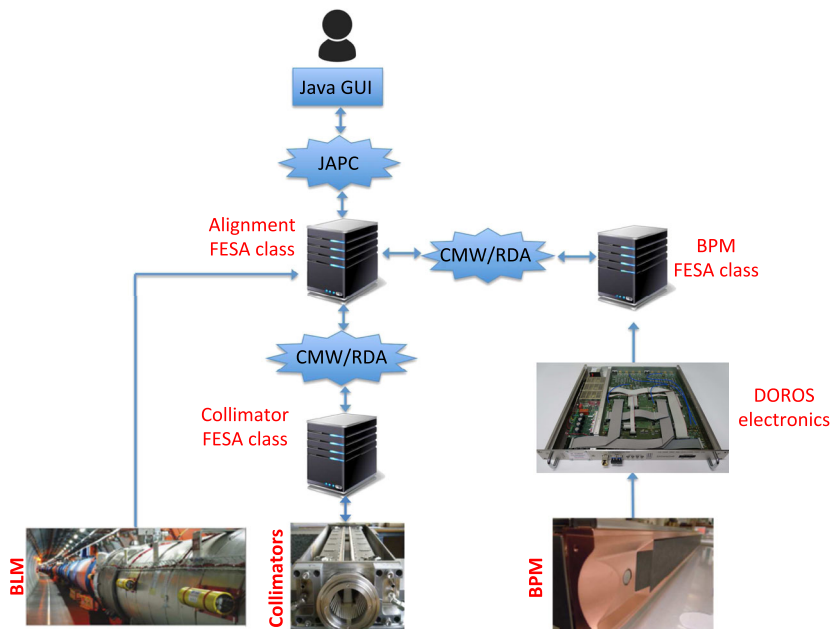 Java GUI
JAPC
Alignment
FESA class
CMW/RDA
BPM
FESA class
CMW/RDA
Collimator
FESA class
DOROS
electronics
BLM
Collimators
BPM